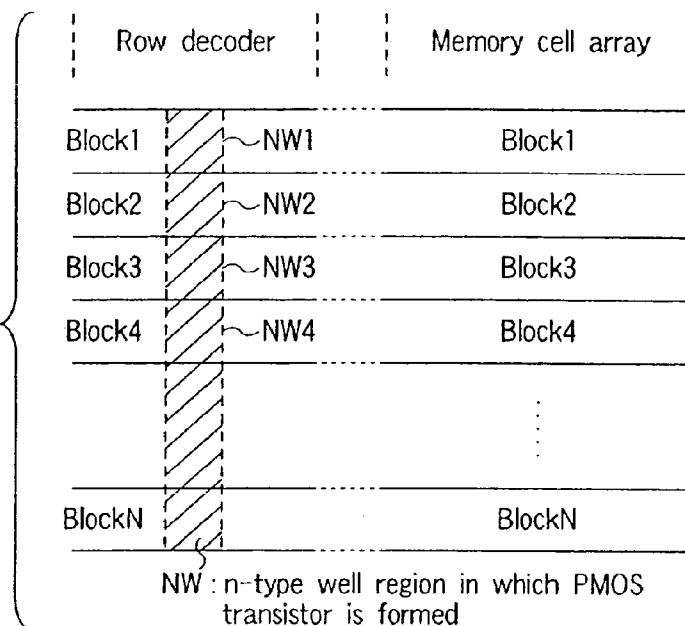 Row decoder Memory cell array
Block1 NW1 Block1
Block2 NW2 Block2
Block3 NW3 Block3
Block4 NW4 Block4
BlockN BlockN
NW : n-type well region in which PMOS
transistor is formed